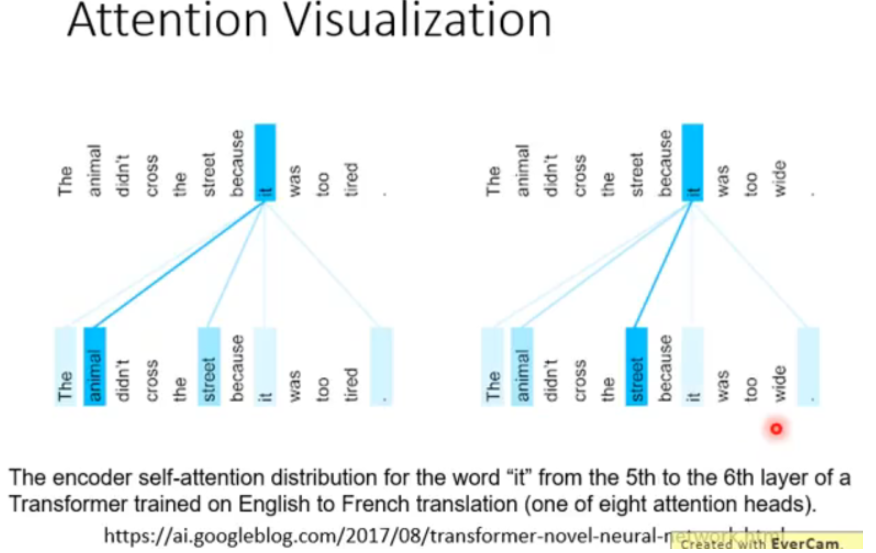 Attention Visualization
The animal didn't cross the street because it was too tired .
The animal didn't cross the street because it was too wide .
The animal didn't cross the street because it was too tired .
The animal didn't cross the street because it was too wide .
The encoder self-attention distribution for the word “it” from the 5th to the 6th layer of a
Transformer trained on English to French translation (one of eight attention heads).
https://ai.googleblog.com/2017/08/transformer-novel-neural-network.html
Created with EverCam.